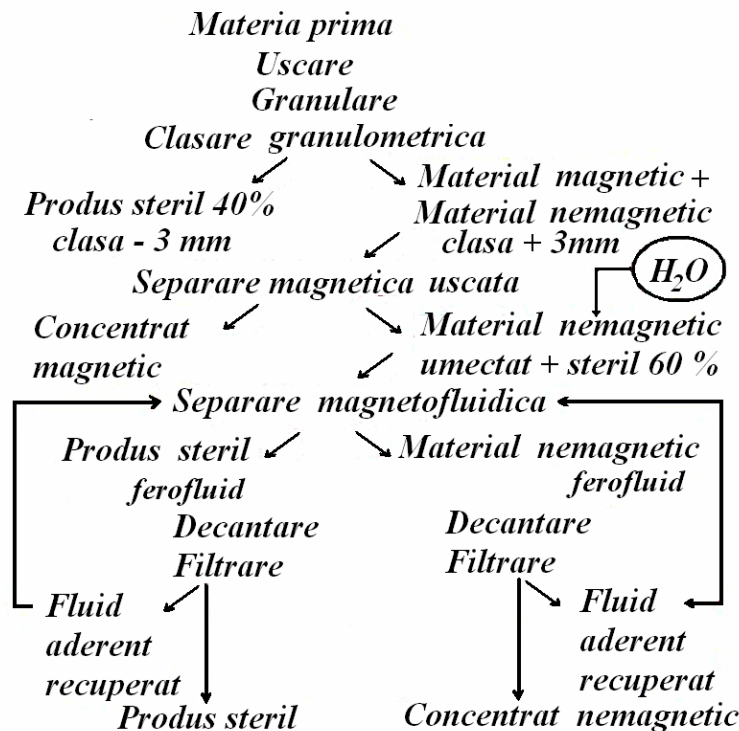 Materia prima
Uscare
Granulare
Clasare granulometrica
Produs steril 40%
clasa - 3 mm
Material magnetic +
Material nemagnetic
clasa + 3mm
Separare magnetica uscata
H₂O
Concentrat
magnetic
Material nemagnetic
umectat + steril 60 %
Separare magnetofluidica
Produs steril
ferofluid
Material nemagnetic
ferofluid
Decantare
Filtrare
Decantare
Filtrare
Fluid
aderent
recuperat
Fluid
aderent
recuperat
Produs steril
Concentrat nemagnetic